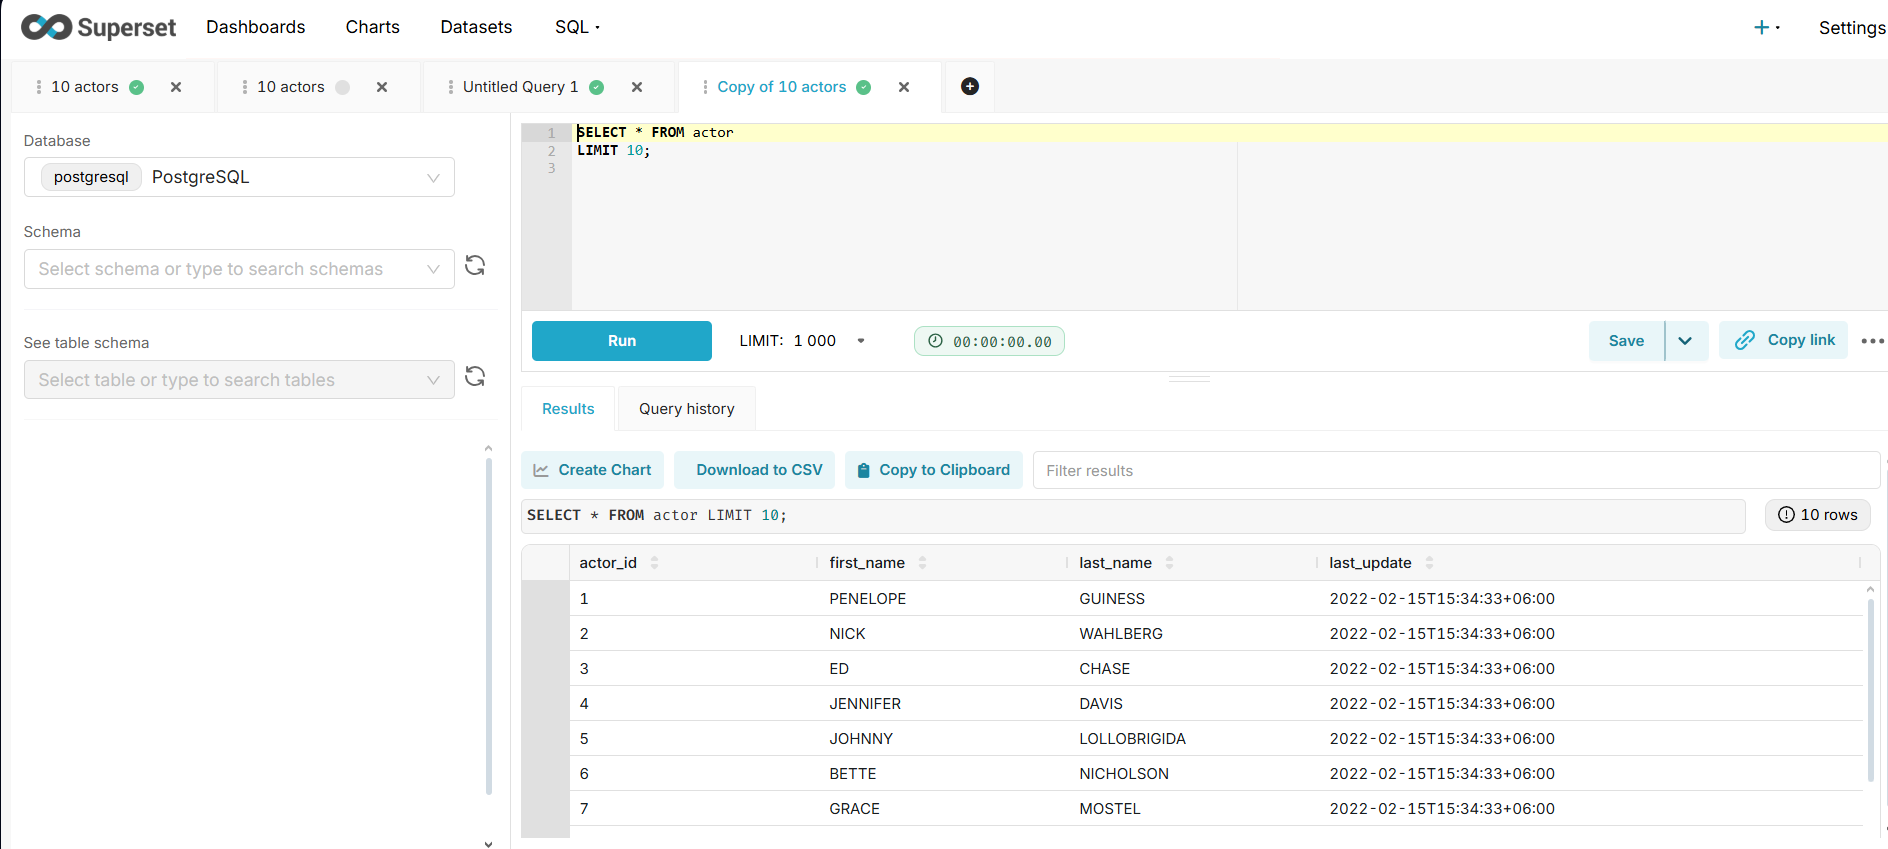 Superset Dashboards Charts Datasets SQL Settings
10 actors 10 actors Untitled Query 1 Copy of 10 actors
Database
postgresql PostgreSQL
Schema
Select schema or type to search schemas
See table schema
Select table or type to search tables
1 SELECT * FROM actor
2 LIMIT 10;
3
Run LIMIT: 1 000 00:00:00.00 Save Copy link
Results Query history
Create Chart Download to CSV Copy to Clipboard Filter results
SELECT * FROM actor LIMIT 10; 10 rows
actor_id first_name last_name last_update
1 PENELOPE GUINESS 2022-02-15T15:34:33+06:00
2 NICK WAHLBERG 2022-02-15T15:34:33+06:00
3 ED CHASE 2022-02-15T15:34:33+06:00
4 JENNIFER DAVIS 2022-02-15T15:34:33+06:00
5 JOHNNY LOLLOBRIGIDA 2022-02-15T15:34:33+06:00
6 BETTE NICHOLSON 2022-02-15T15:34:33+06:00
7 GRACE MOSTEL 2022-02-15T15:34:33+06:00